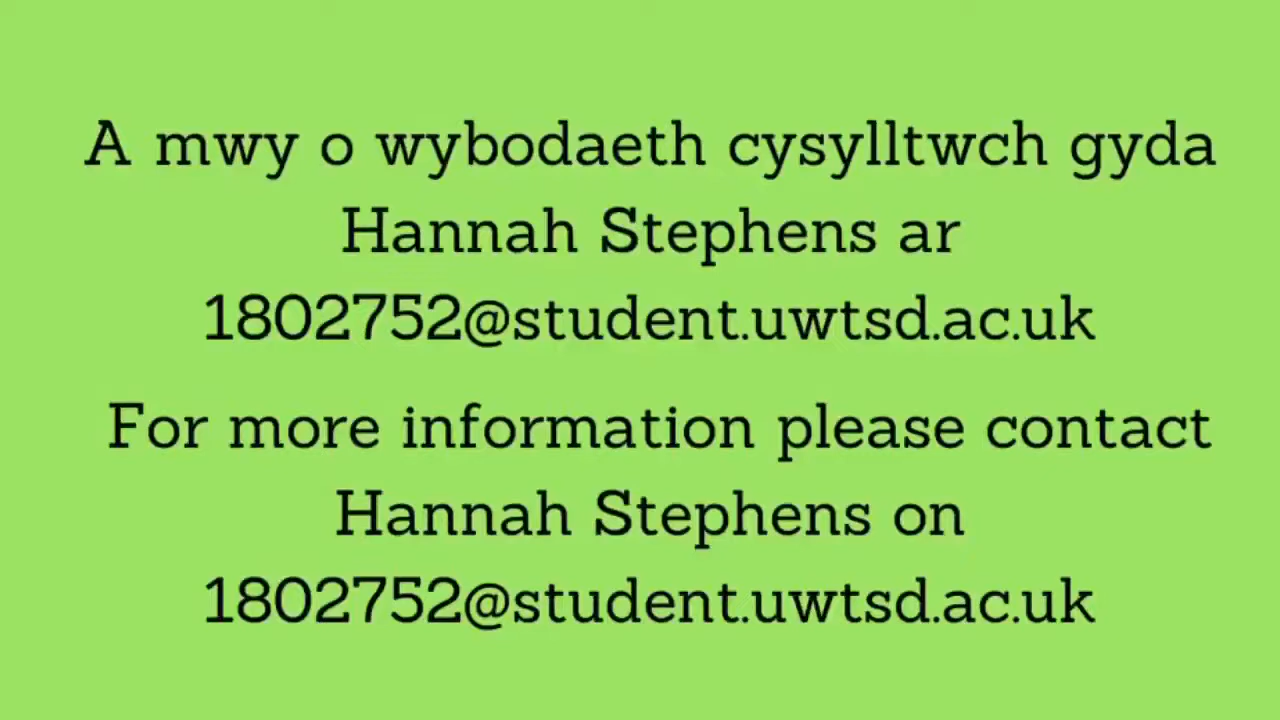 A mwy o wybodaeth cysylltwch gyda
Hannah Stephens ar
1802752@student.uwtsd.ac.uk
For more information please contact
Hannah Stephens on
1802752@student.uwtsd.ac.uk